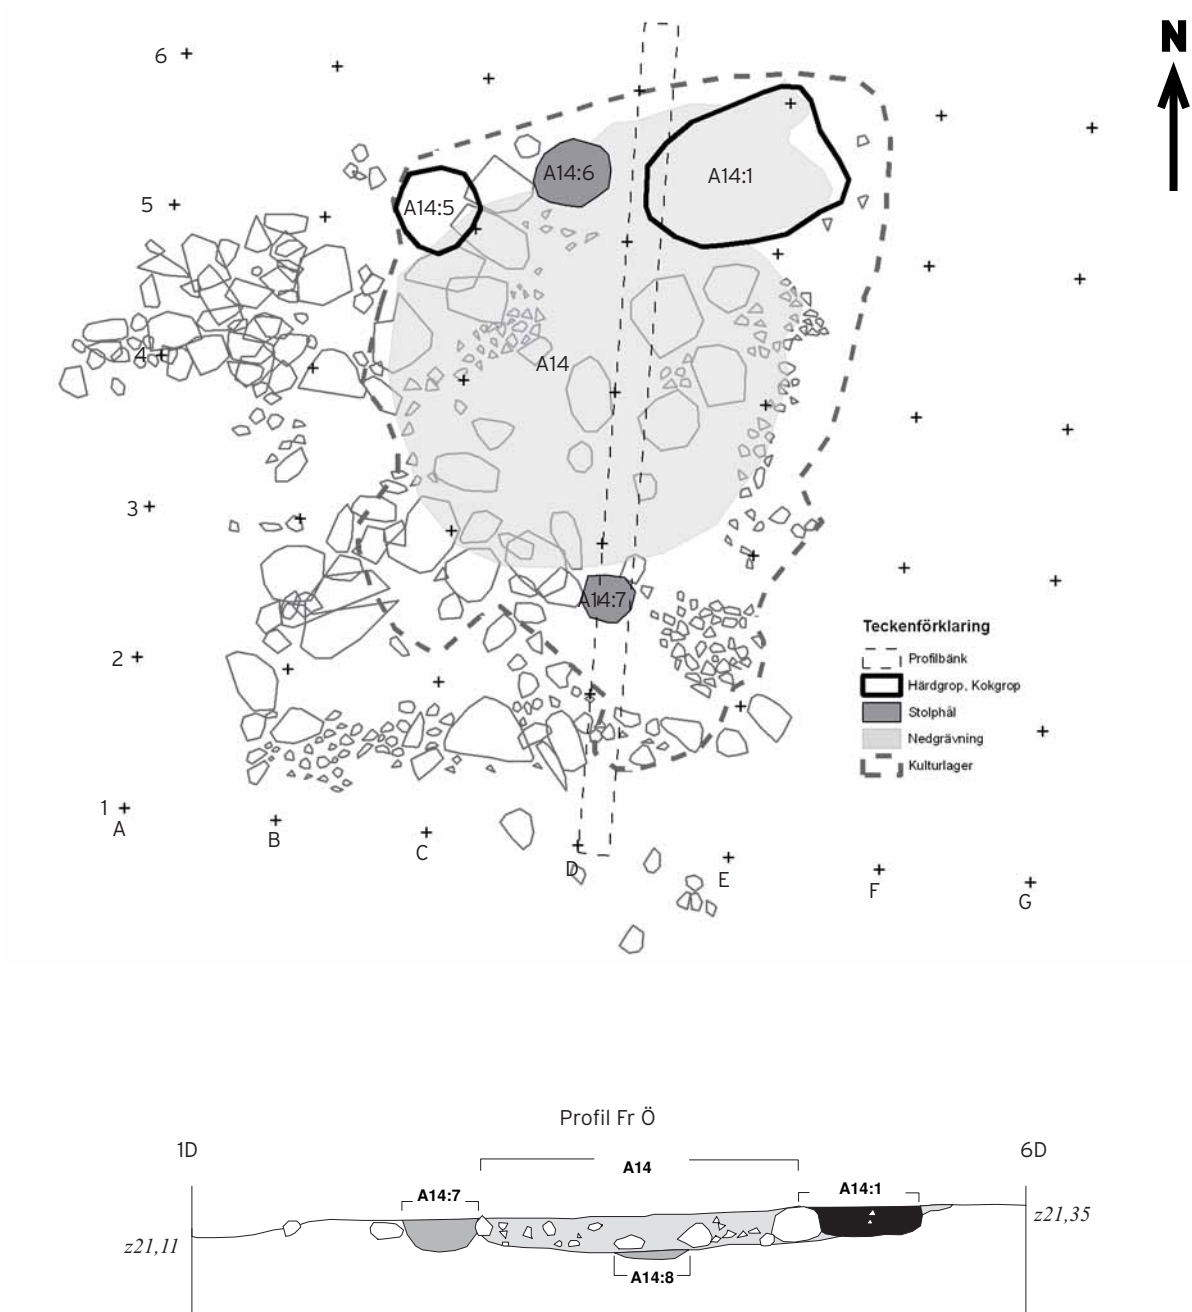 N
6
A14:6
A14:1
5
A14:5
4
A14
3
A14:7
Teckenförklaring
Profilbänk
Härdgrop, Kokgrop
Stolphål
Nedgrävning
Kulturlager
2
1
A
B
C
D
E
F
G
Profil Fr Ö
1D
6D
A14
A14:7
A14:1
z21,35
z21,11
A14:8